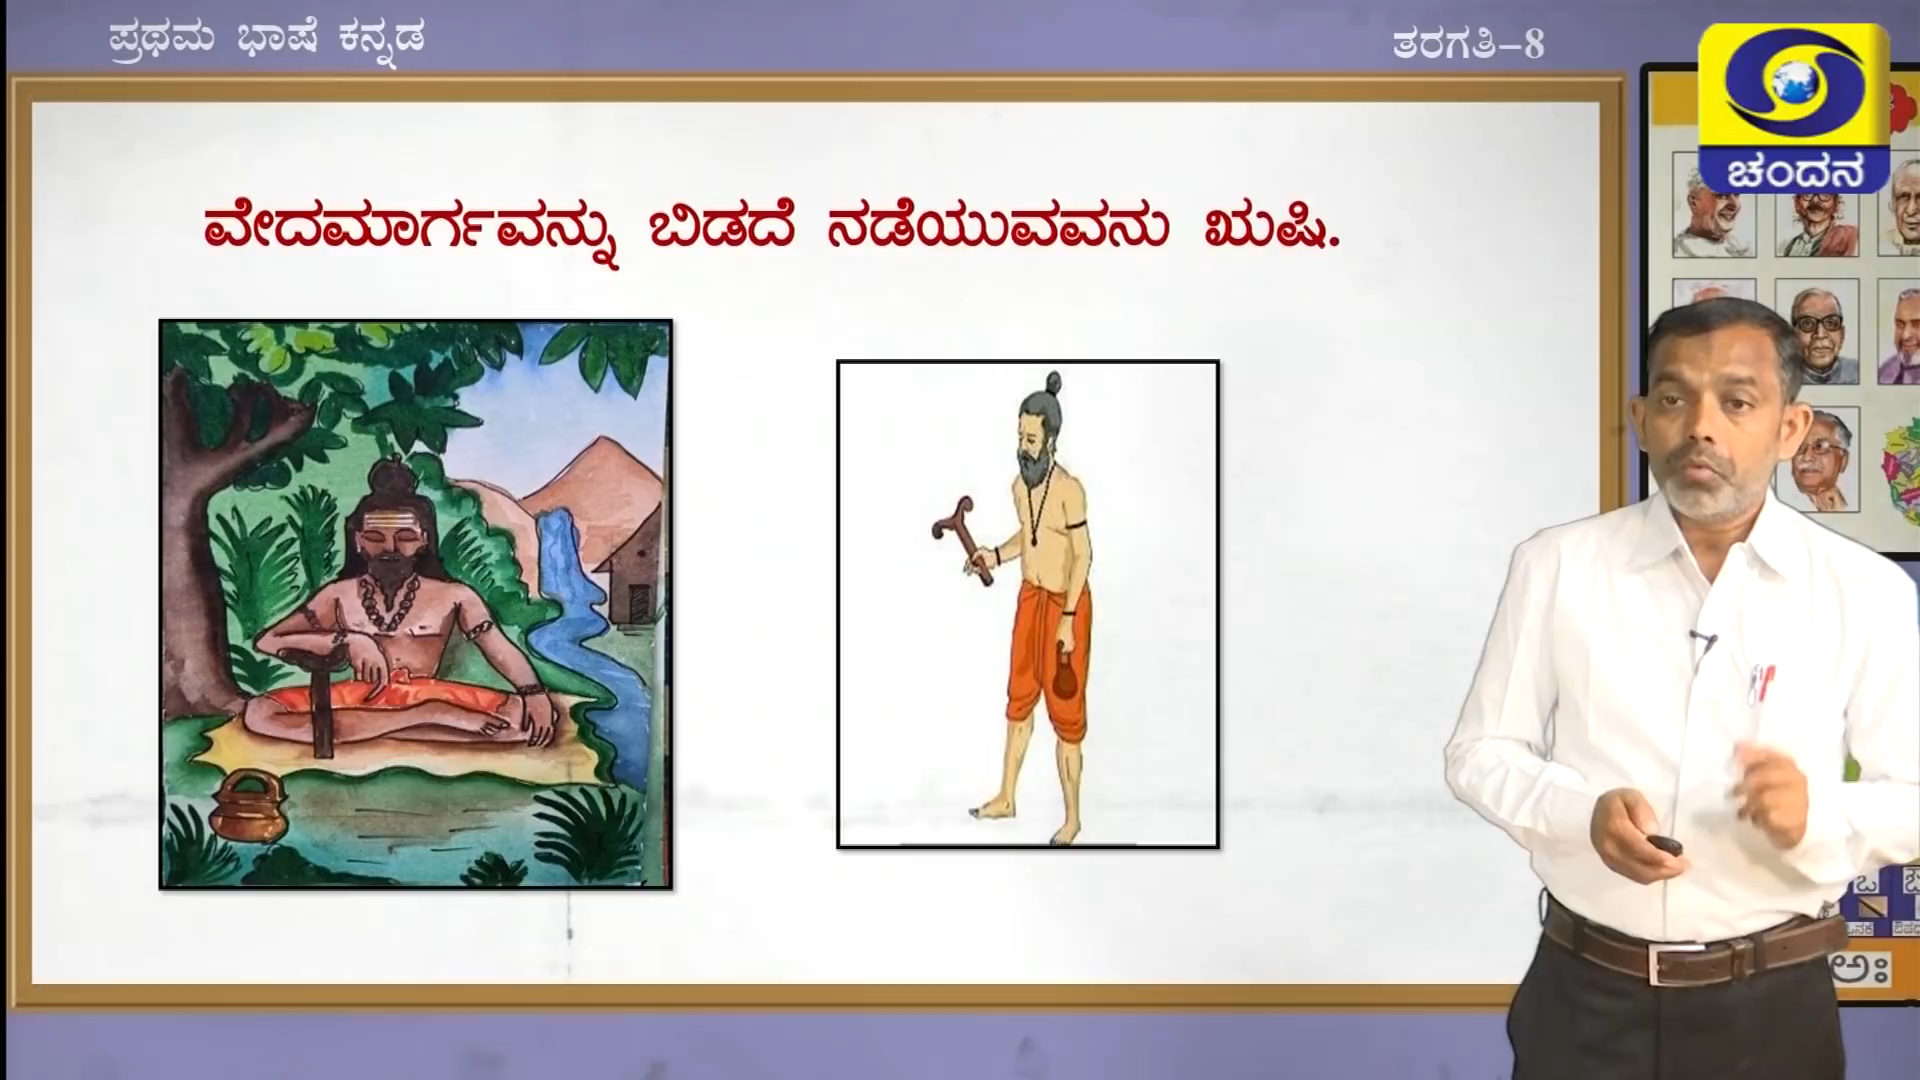 ಪ್ರಥಮ ಭಾಷೆ ಕನ್ನಡ
ತರಗತಿ-8
ಚಂದನ
ವೇದಮಾರ್ಗವನ್ನು ಬಿಡದೆ ನಡೆಯುವವನು ಋಷಿ.
ಒ
ಅಃ